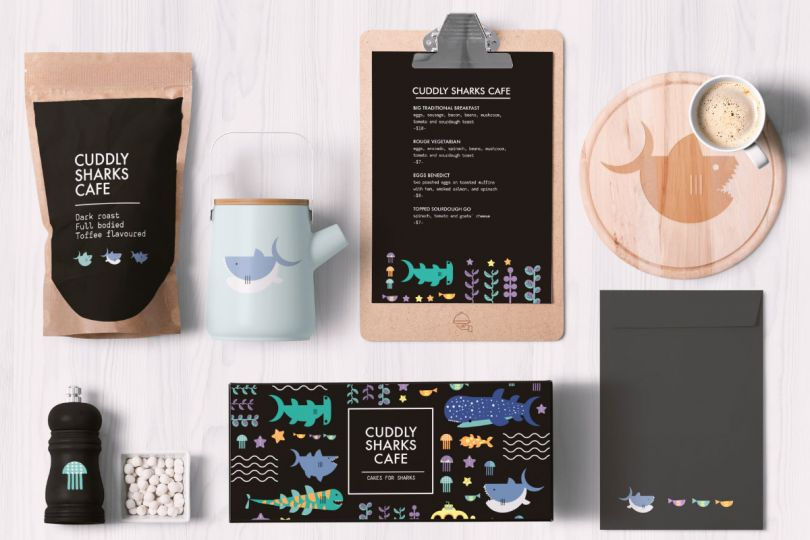 CUDDLY
SHARKS
CAFE
Dark roast
Full bodied
Toffee flavoured
CUDDLY SHARKS CAFE
BIG TRADITIONAL BREAKFAST
eggs, sausage, bacon, beans, mushroom,
tomato and sourdough toast
-$10-
ROUGE VEGETARIAN
eggs, avocado, spinach, beans, mushroom,
tomato and sourdough toast
-$7-
EGGS BENEDICT
two poached eggs on toasted muffins
with ham, smoked salmon, and spinach
-$8-
TOPPED SOURDOUGH GO
spinach, tomato and goats' cheese
-$7-
CUDDLY
SHARKS
CAFE
CAKES FOR SHARKS